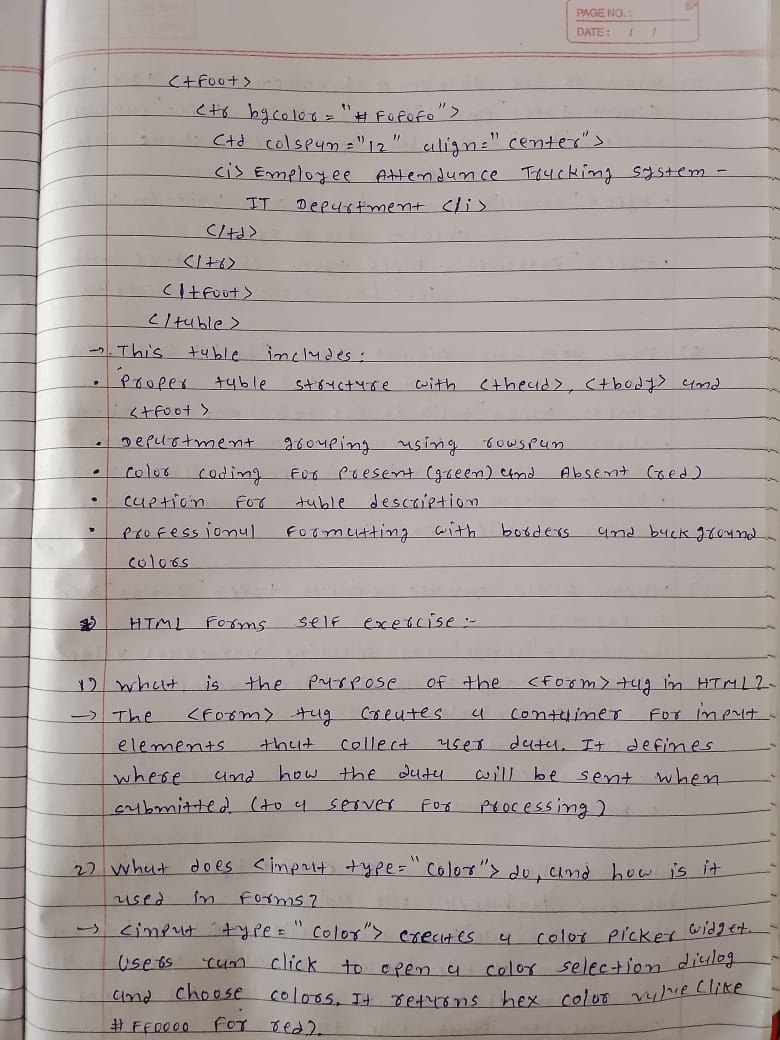 PAGE NO.:
DATE: / /
<tfoot>
<tr bgcolor = "# F0F0F0">
<td colspan ="12" align =" center">
<i> Employee Attendance Tracking system -
IT Department </i>
</td>
</tr>
</tfoot>
</table>
→ This table includes :
• Proper table structure with <thead>, <tbody> and
<tfoot >
• Department grouping using rowspan
• color coding for Present (green) and Absent (red)
• caption for table description
• professional formatting with borders and background
colors
HTML Forms self exercise :-
1) what is the purpose of the <form> tag in HTML?
→ The <form> tag creates a container for input
elements that collect user data. It defines
where and how the data will be sent when
submitted (to a server for processing)
2) What does <input type="color"> do, and how is it
used in forms?
→ <input type = "color"> creates a color picker widget.
Users can click to open a color selection dialog
and choose colors. It returns hex color value (like
# FF0000 for red).